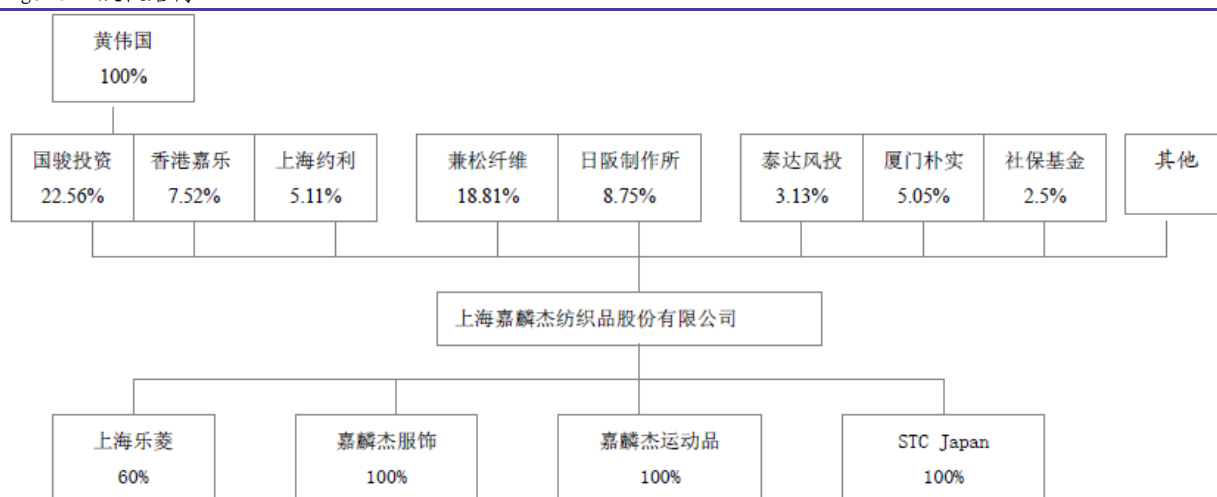 黄伟国
100%
国骏投资 香港嘉乐 上海约利 兼松纤维 日阪制作所 泰达风投 厦门朴实 社保基金 其他
22.56% 7.52% 5.11% 18.81% 8.75% 3.13% 5.05% 2.5%
上海嘉麟杰纺织品股份有限公司
上海乐菱 嘉麟杰服饰 嘉麟杰运动品 STC Japan
60% 100% 100% 100%